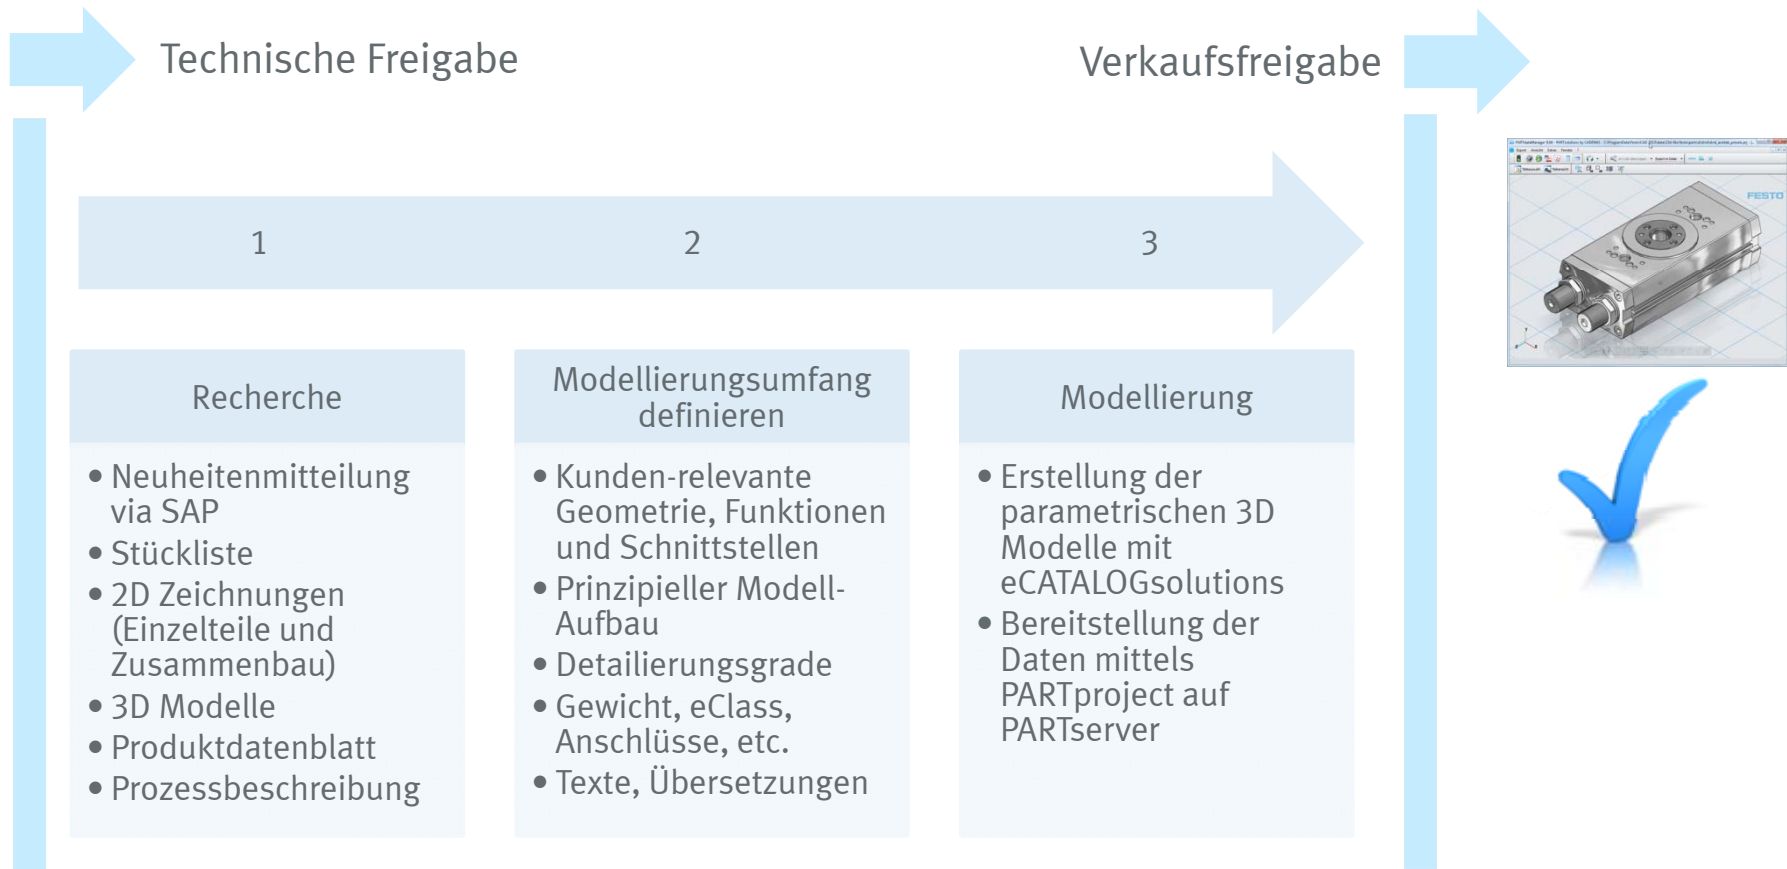 Technische Freigabe
Verkaufsfreigabe
1
2
3
Recherche
• Neuheitenmitteilung
via SAP
• Stückliste
• 2D Zeichnungen
(Einzelteile und
Zusammenbau)
• 3D Modelle
• Produktdatenblatt
• Prozessbeschreibung
Modellierungsumfang
definieren
• Kunden-relevante
Geometrie, Funktionen
und Schnittstellen
• Prinzipieller Modell-
Aufbau
• Detailierungsgrade
• Gewicht, eClass,
Anschlüsse, etc.
• Texte, Übersetzungen
Modellierung
• Erstellung der
parametrischen 3D
Modelle mit
eCATALOGsolutions
• Bereitstellung der
Daten mittels
PARTproject auf
PARTserver
FESTO